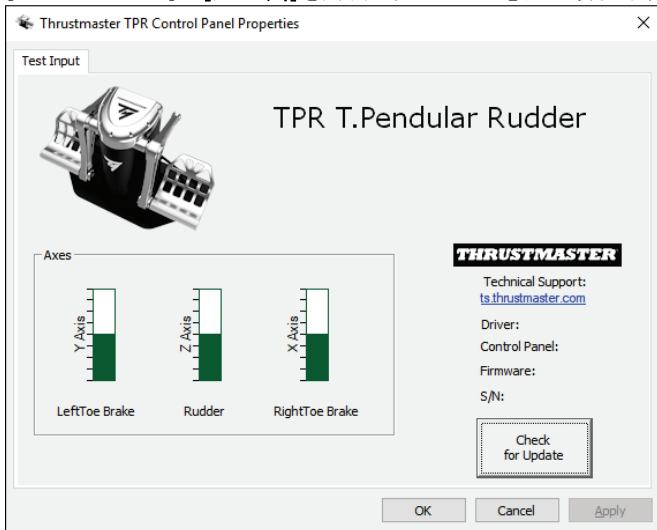 Thrustmaster TPR Control Panel Properties
Test Input
TPR T.Pendular Rudder
Axes
Y Axis
Z Axis
X Axis
LeftToe Brake
Rudder
RightToe Brake
THRUSTMASTER
Technical Support:
ts.thrustmaster.com
Driver:
Control Panel:
Firmware:
S/N:
Check
for Update
OK
Cancel
Apply